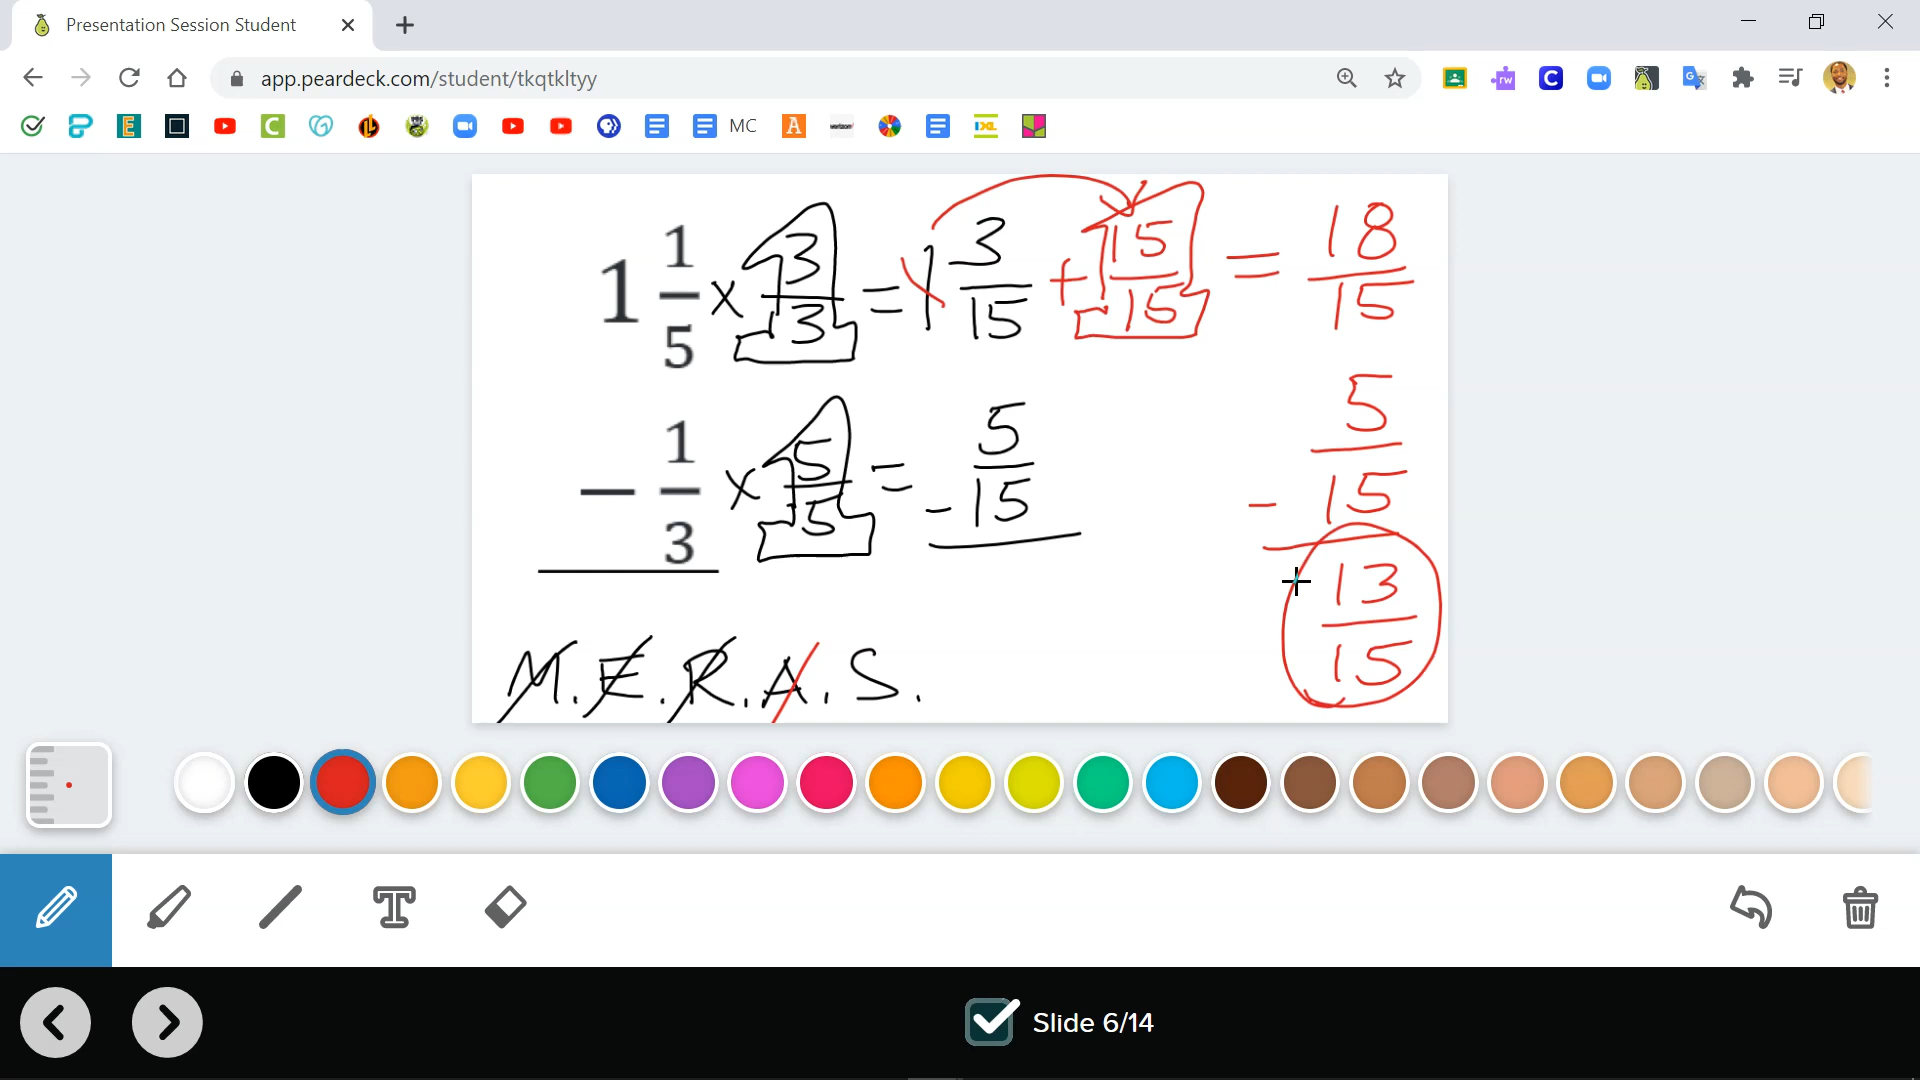 Presentation Session Student
app.peardeck.com/student/tkqtkltyy
MC
1 1/5 × 3/3 = 1 3/15 + 15/15 = 18/15
- 1/3 × 5/5 = - 5/15
- 5/15
13/15
M.E.R.A.S.
Slide 6/14